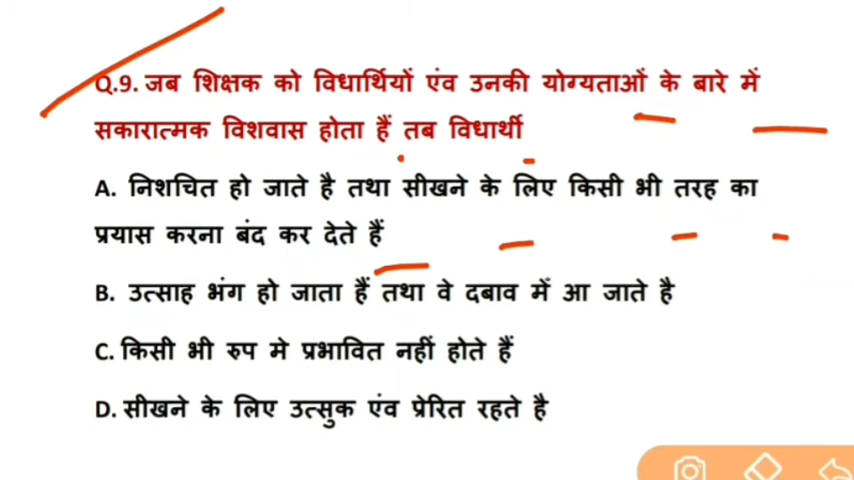 Q.9. जब शिक्षक को विधार्थियों एंव उनकी योग्यताओं के बारे में
सकारात्मक विशवास होता हैं तब विधार्थी
A. निशचित हो जाते है तथा सीखने के लिए किसी भी तरह का
प्रयास करना बंद कर देते हैं
B. उत्साह भंग हो जाता हैं तथा वे दबाव में आ जाते है
C. किसी भी रुप मे प्रभावित नहीं होते हैं
D. सीखने के लिए उत्सुक एंव प्रेरित रहते है